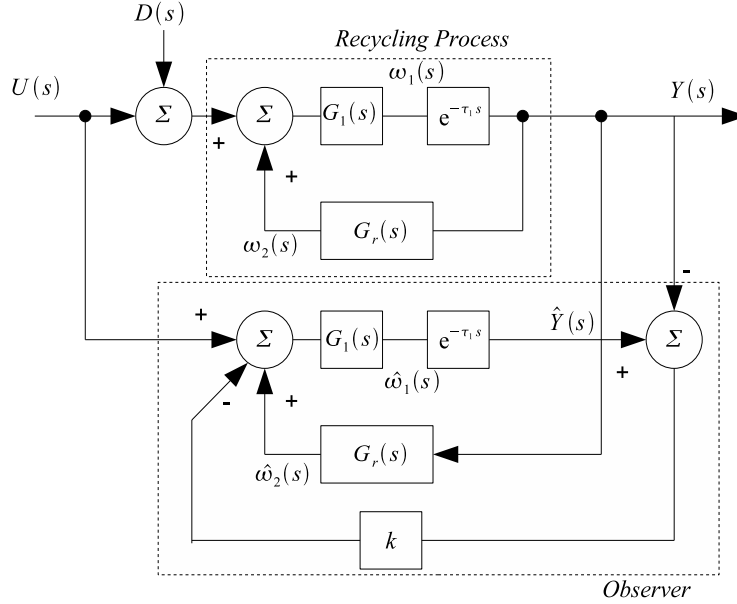 D(s)
Recycling Process
U(s)
ω₁(s)
Y(s)
Σ
Σ
G₁(s)
e^{-τ₁ s}
+
+
ω₂(s)
Gᵣ(s)
-
+
Ŷ(s)
Σ
G₁(s)
e^{-τ₁ s}
Σ
ω̂₁(s)
+
-
+
ω̂₂(s)
Gᵣ(s)
k
Observer